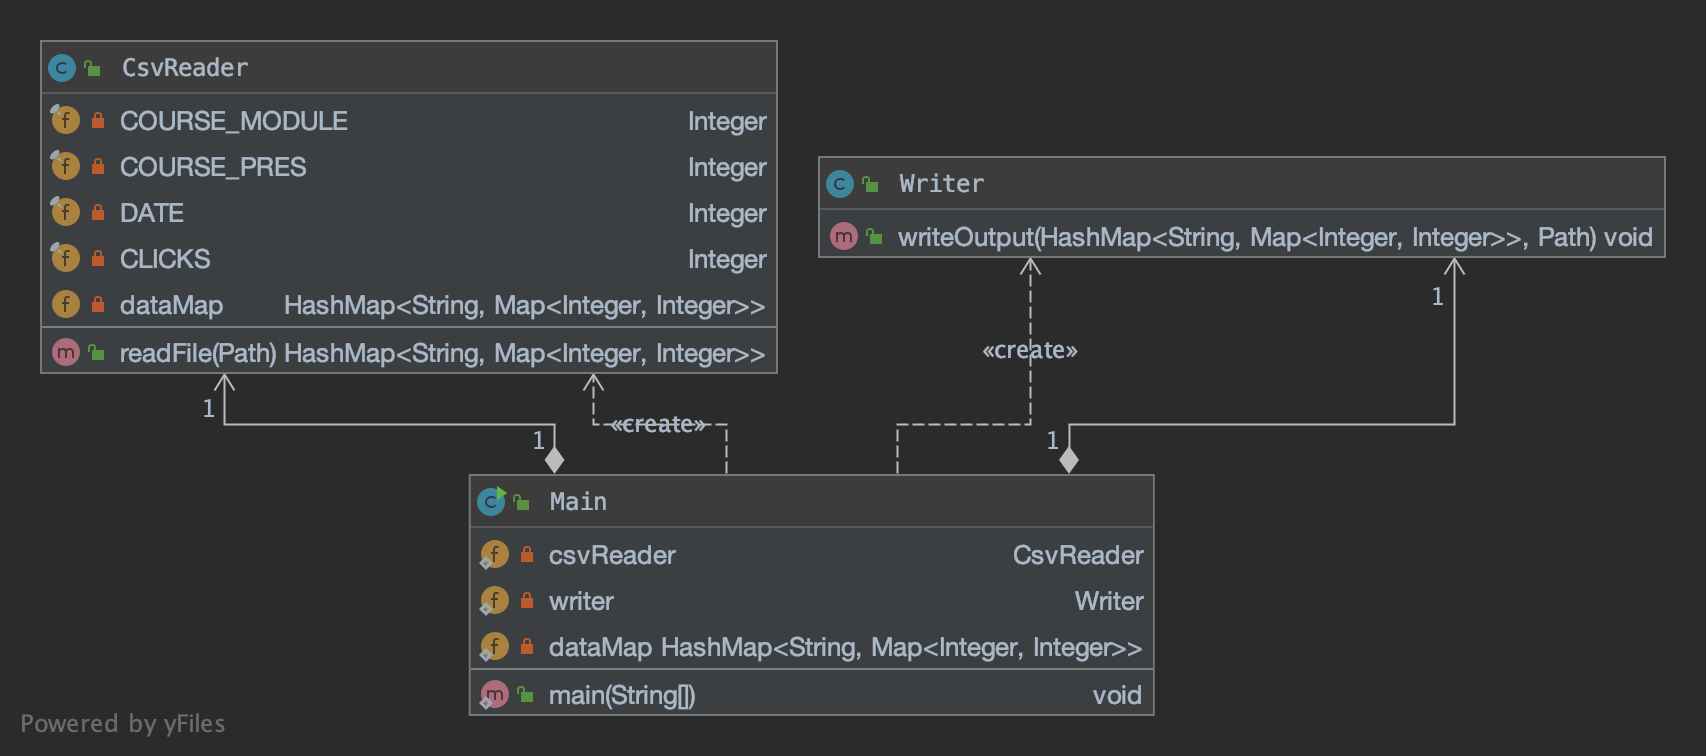 CsvReader
COURSE_MODULE Integer
COURSE_PRES Integer
DATE Integer
CLICKS Integer
dataMap HashMap<String, Map<Integer, Integer>>
readFile(Path) HashMap<String, Map<Integer, Integer>>
Writer
writeOutput(HashMap<String, Map<Integer, Integer>>, Path) void
1
«create»
1
«create»
1
1
Main
csvReader CsvReader
writer Writer
dataMap HashMap<String, Map<Integer, Integer>>
main(String[]) void
Powered by yFiles